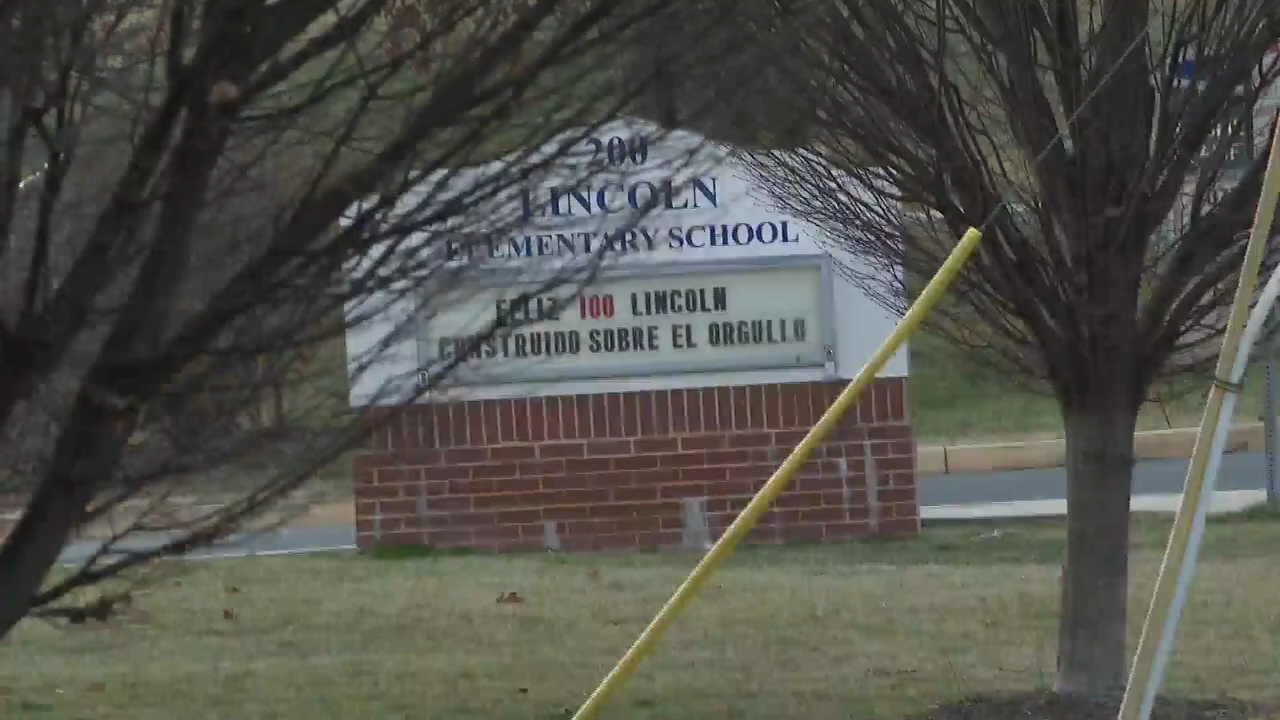 200
LINCOLN
ELEMENTARY SCHOOL
FELIZ 100 LINCOLN
CONSTRUIDO SOBRE EL ORGULLO